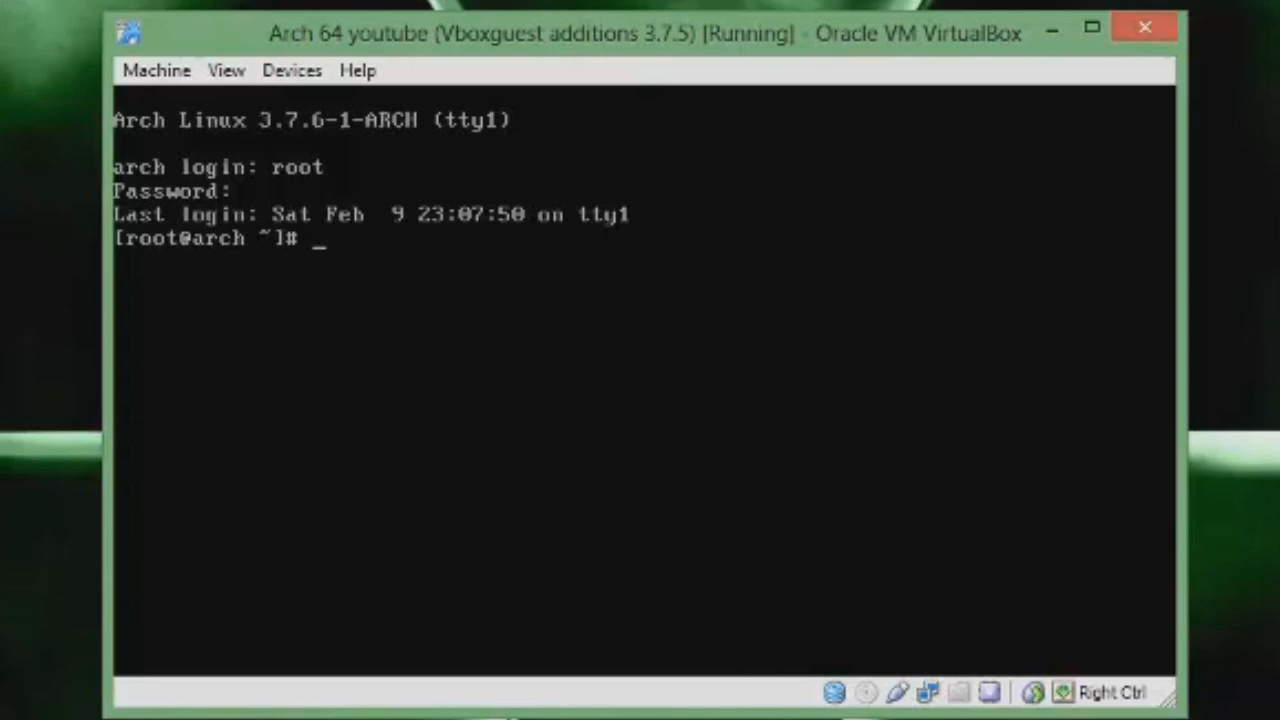 Arch 64 youtube (Vboxguest additions 3.7.5) [Running] - Oracle VM VirtualBox
Machine View Devices Help
Arch Linux 3.7.6-1-ARCH (tty1)
arch login: root
Password:
Last login: Sat Feb  9 23:07:50 on tty1
[root@arch ~]# _
Right Ctrl